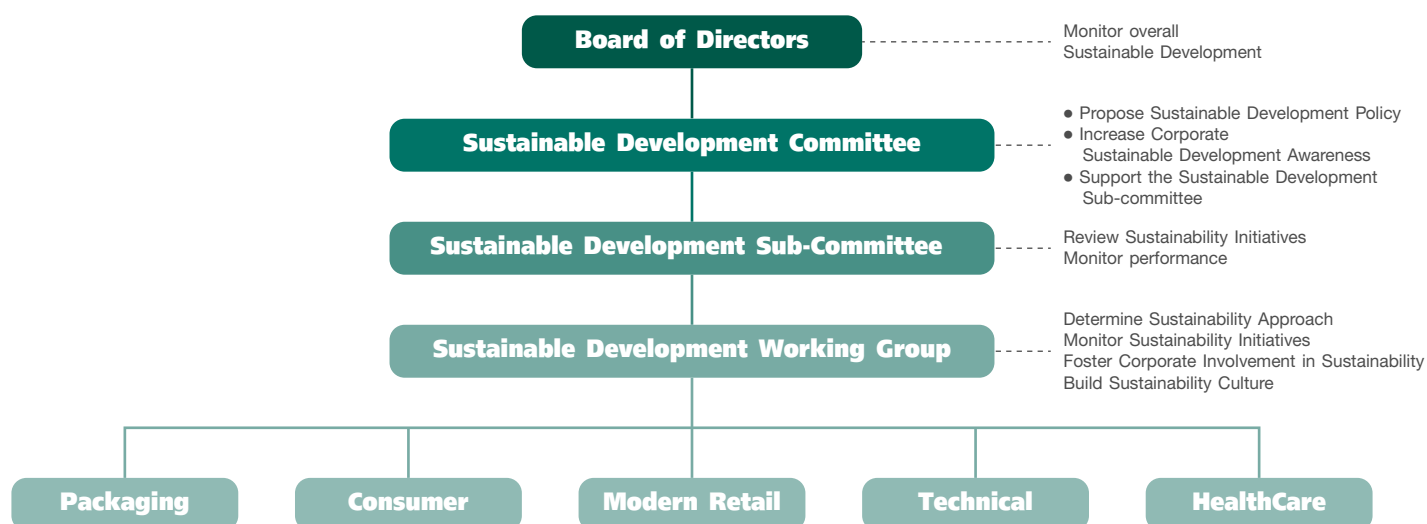 Board of Directors
Monitor overall
Sustainable Development
Sustainable Development Committee
● Propose Sustainable Development Policy
● Increase Corporate
Sustainable Development Awareness
● Support the Sustainable Development
Sub-committee
Sustainable Development Sub-Committee
Review Sustainability Initiatives
Monitor performance
Sustainable Development Working Group
Determine Sustainability Approach
Monitor Sustainability Initiatives
Foster Corporate Involvement in Sustainability
Build Sustainability Culture
Packaging
Consumer
Modern Retail
Technical
HealthCare